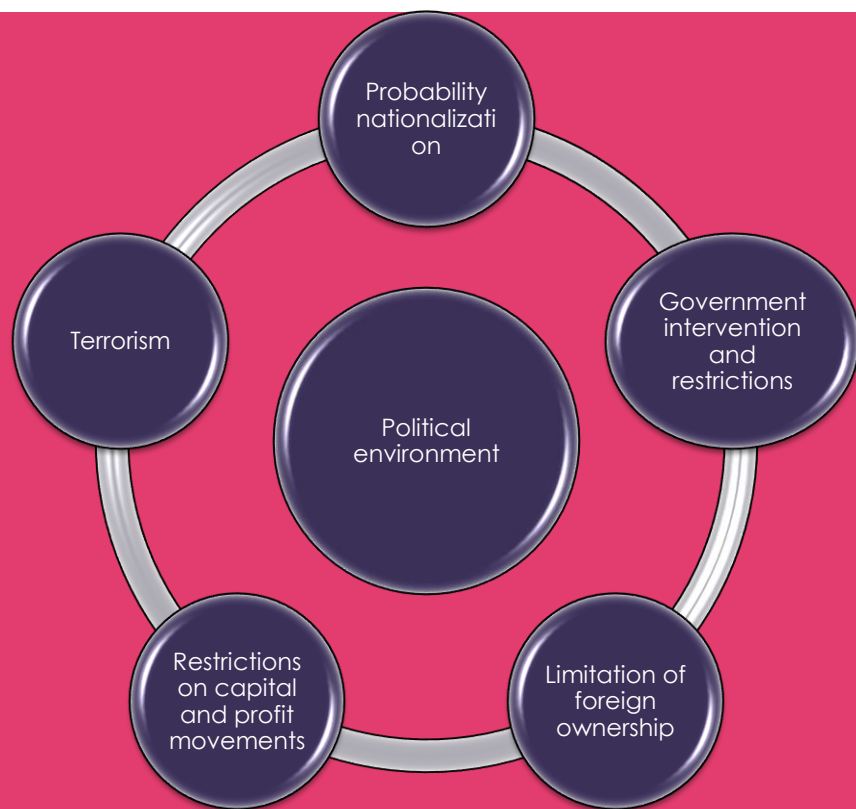 Probability
nationalizati
on
Government
intervention
and
restrictions
Limitation of
foreign
ownership
Restrictions
on capital
and profit
movements
Terrorism
Political
environment